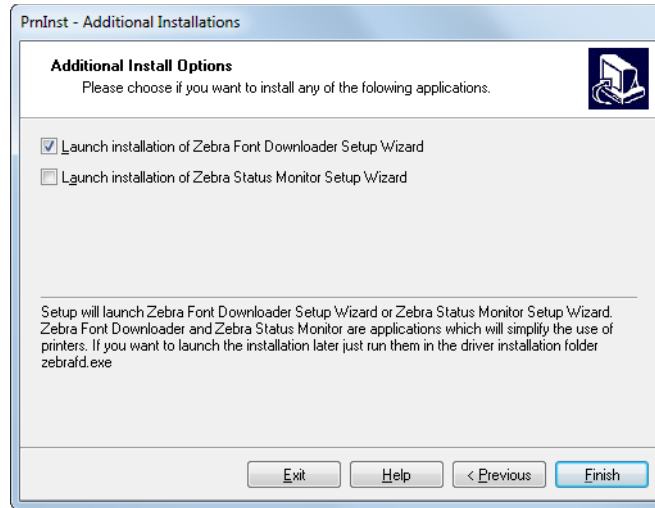 PrnInst - Additional Installations
Additional Install Options
Please choose if you want to install any of the folowing applications.
Launch installation of Zebra Font Downloader Setup Wizard
Launch installation of Zebra Status Monitor Setup Wizard
Setup will launch Zebra Font Downloader Setup Wizard or Zebra Status Monitor Setup Wizard.
Zebra Font Downloader and Zebra Status Monitor are applications which will simplify the use of
printers. If you want to launch the installation later just run them in the driver installation folder
zebrafd.exe
Exit Help < Previous Finish